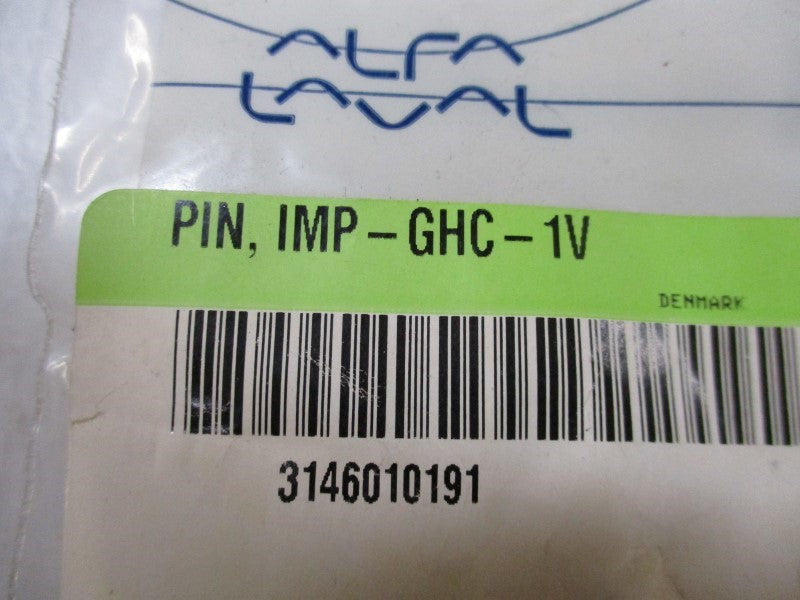 ALFA
LAVAL
PIN, IMP-GHC-1V
DENMARK
3146010191